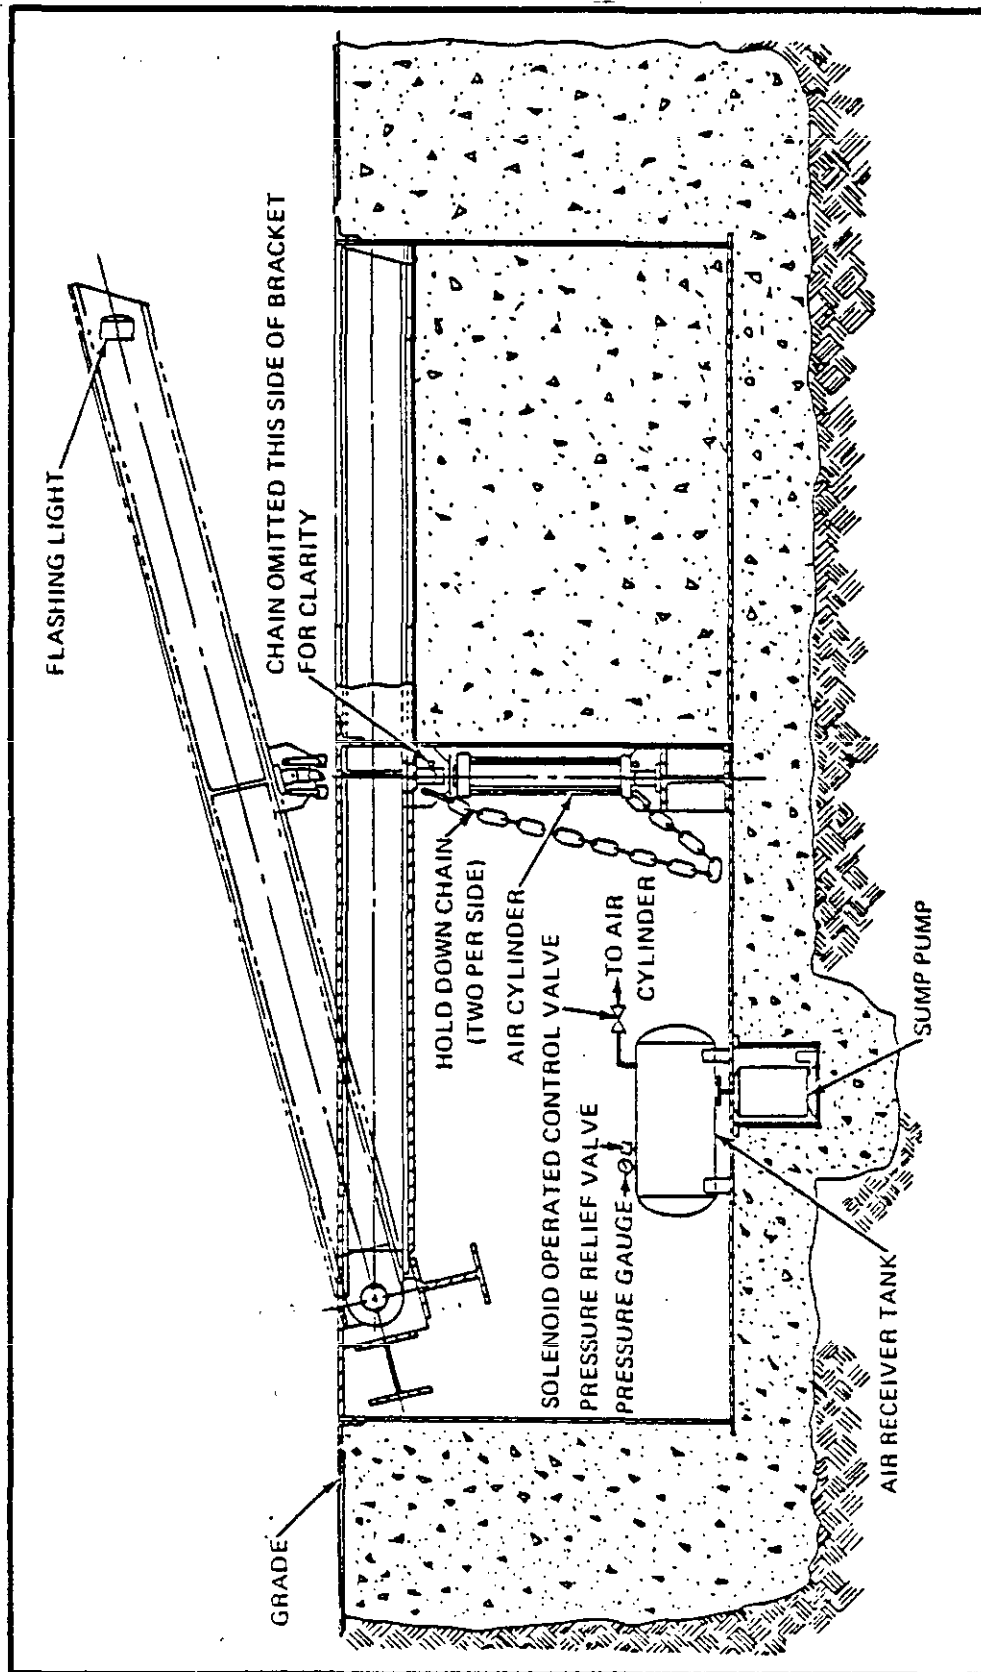 FLASHING LIGHT
CHAIN OMITTED THIS SIDE OF BRACKET
FOR CLARITY
HOLD DOWN CHAIN
(TWO PER SIDE)
AIR CYLINDER
SOLENOID OPERATED CONTROL VALVE
TO AIR
CYLINDER
PRESSURE RELIEF VALVE
PRESSURE GAUGE
SUMP PUMP
AIR RECEIVER TANK
GRADE